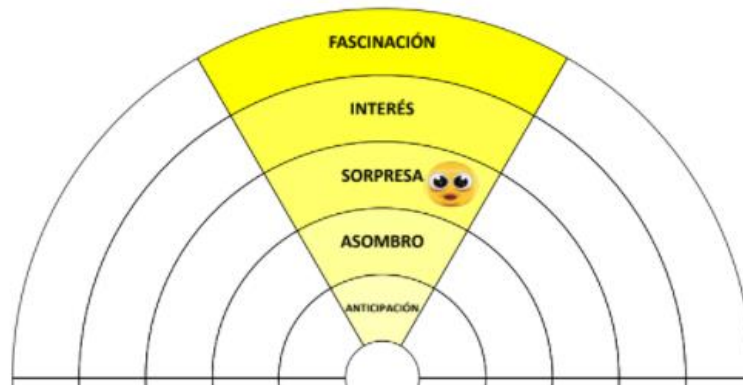 FASCINACIÓN
INTERÉS
SORPRESA
ASOMBRO
ANTICIPACIÓN